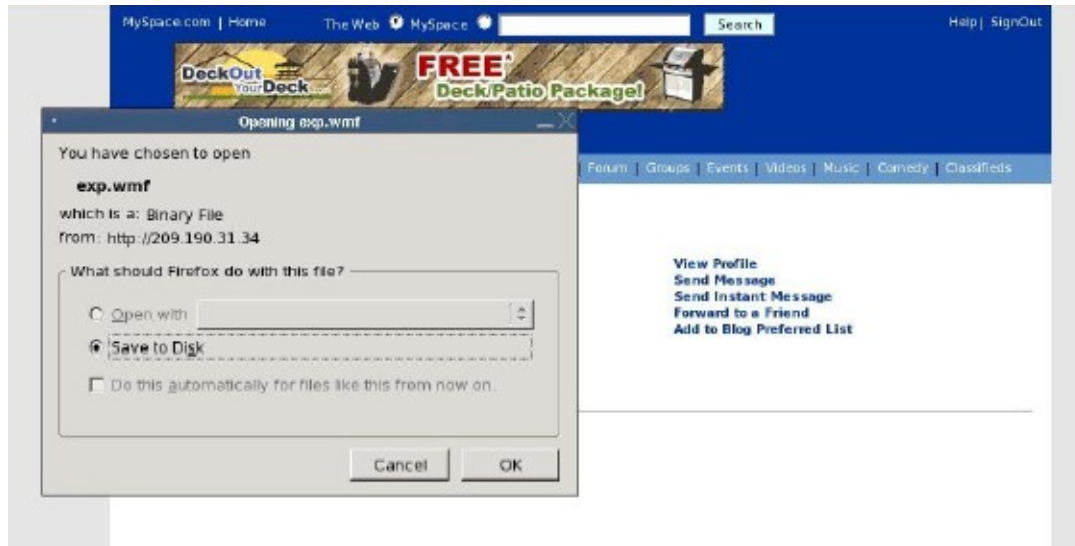 MySpace.com | Home The Web MySpace Search Help | SignOut
DeckOut
Your Deck
FREE*
Deck/Patio Package!
Opening exp.wmf
Forum | Groups | Events | Videos | Music | Comedy | Classifieds
You have chosen to open
exp.wmf
which is a: Binary File
from: http://209.190.31.34
What should Firefox do with this file?
Open with
Save to Disk
Do this automatically for files like this from now on.
Cancel OK
View Profile
Send Message
Send Instant Message
Forward to a Friend
Add to Blog Preferred List